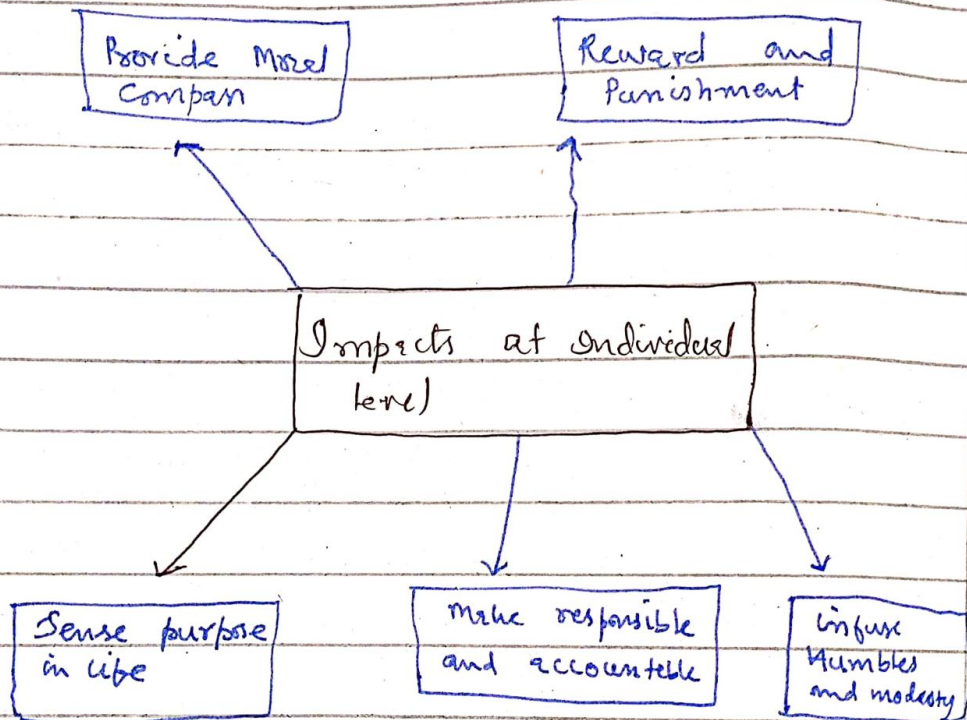 Provide Moral
Compan
Reward and
Punishment
Impacts at Individual
level
Sense purpose
in life
Make responsible
and accountable
infuse
Humbles
and modesty